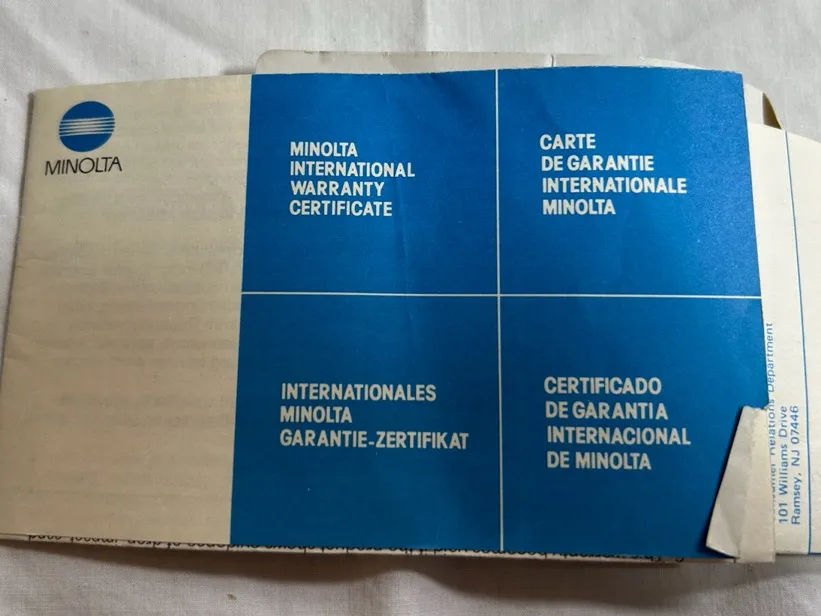 MINOLTA
MINOLTA
INTERNATIONAL
WARRANTY
CERTIFICATE
CARTE
DE GARANTIE
INTERNATIONALE
MINOLTA
INTERNATIONALES
MINOLTA
GARANTIE-ZERTIFIKAT
CERTIFICADO
DE GARANTIA
INTERNACIONAL
DE MINOLTA
Relations Department
101 Williams Drive
Ramsey, NJ 07446